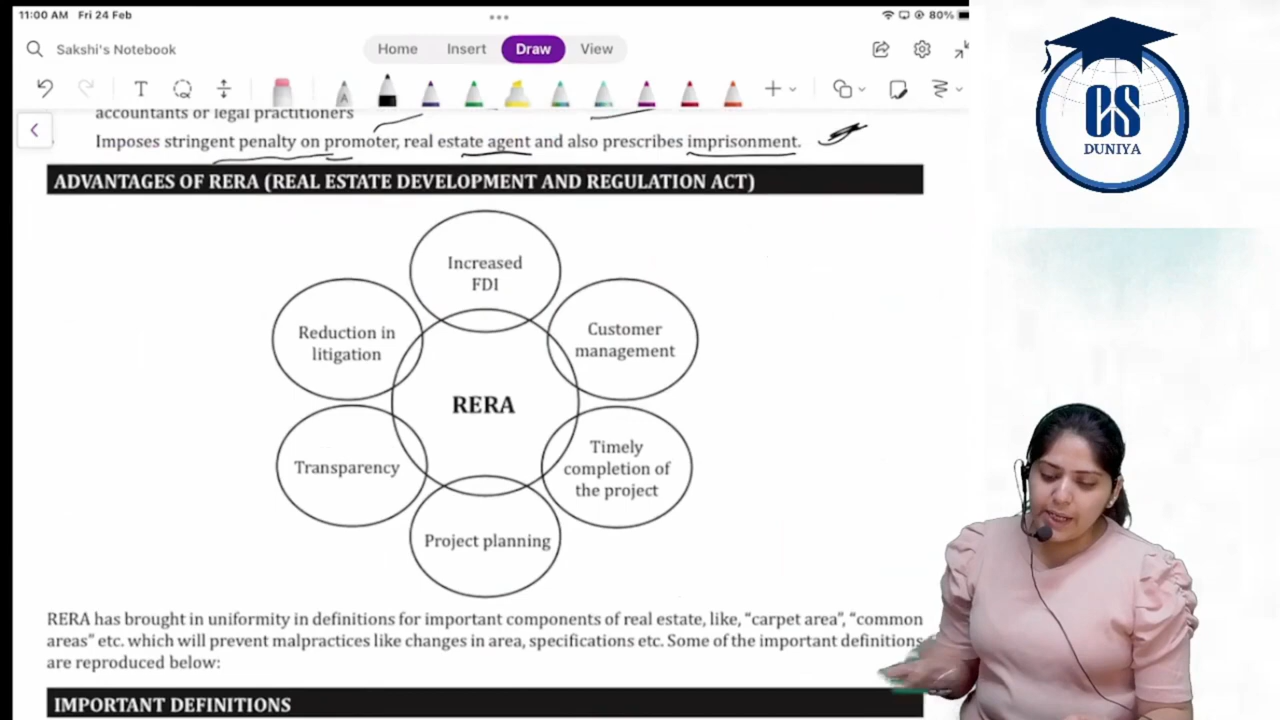 11:00 AM Fri 24 Feb
80%
Sakshi's Notebook
Home Insert Draw View
T
A
accountants or legal practitioners
Imposes stringent penalty on promoter, real estate agent and also prescribes imprisonment.
ADVANTAGES OF RERA (REAL ESTATE DEVELOPMENT AND REGULATION ACT)
Increased
FDI
Reduction in
litigation
Customer
management
RERA
Transparency
Timely
completion of
the project
Project planning
RERA has brought in uniformity in definitions for important components of real estate, like, “carpet area”, “common
areas” etc. which will prevent malpractices like changes in area, specifications etc. Some of the important definitions
are reproduced below:
IMPORTANT DEFINITIONS
CS
DUNIYA